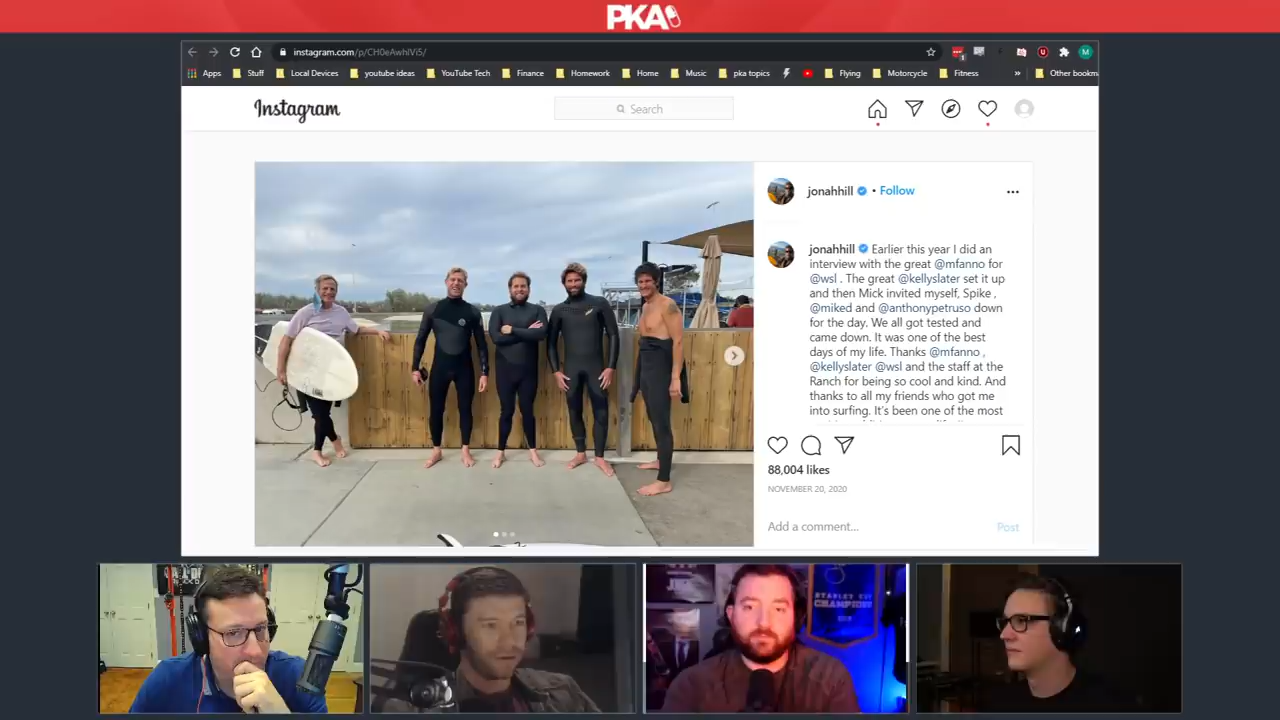 PKA
instagram.com/p/CH0eAwhlVi5/
Apps Stuff Local Devices youtube ideas YouTube Tech Finance Homework Home Music pka topics Flying Motorcycle Fitness » Other bookm
Instagram
Search
jonahhill • Follow
jonahhill Earlier this year I did an
interview with the great @mfanno for
@wsl . The great @kellyslater set it up
and then Mick invited myself, Spike ,
@miked and @anthonypetruso down
for the day. We all got tested and
came down. It was one of the best
days of my life. Thanks @mfanno ,
@kellyslater @wsl and the staff at the
Ranch for being so cool and kind. And
thanks to all my friends who got me
into surfing. It's been one of the most
88,004 likes
NOVEMBER 20, 2020
Add a comment... Post
STANLEY CUP
CHAMPIONS